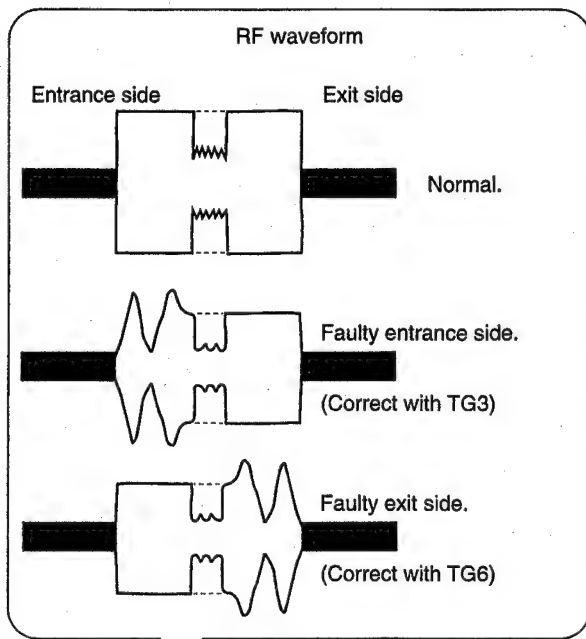 RF waveform
Entrance side
Exit side
Normal.
Faulty entrance side.
(Correct with TG3)
Faulty exit side.
(Correct with TG6)